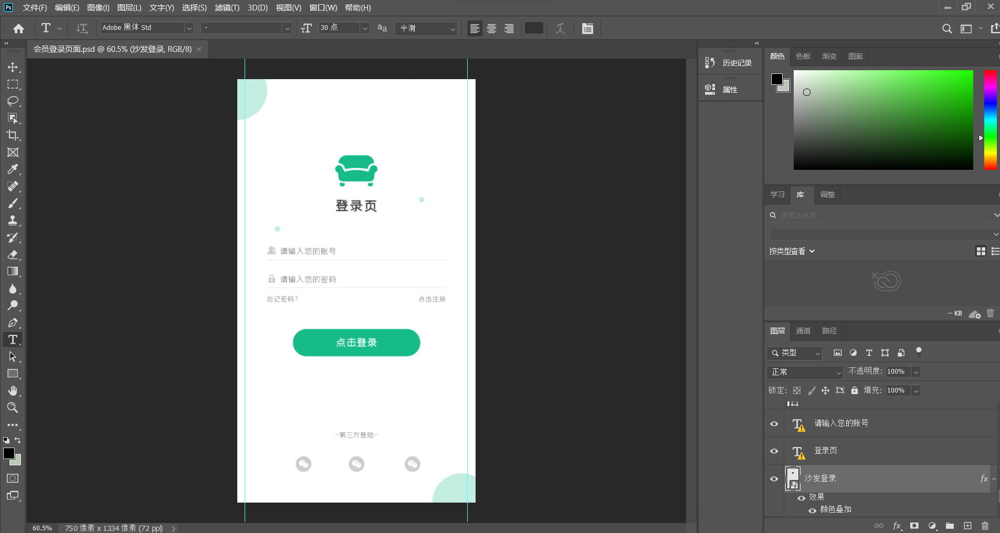 Ps 文件(F) 编辑(E) 图像(I) 图层(L) 文字(Y) 选择(S) 滤镜(T) 3D(D) 视图(V) 窗口(W) 帮助(H)
T Adobe 黑体 Std - 30 点 aa 平滑
会员登录页面.psd @ 60.5% (沙发登录, RGB/8) ×
历史记录
属性
颜色 色板 渐变 图案
登录页
请输入您的账号
请输入您的密码
忘记密码? 点击注册
点击登录
-第三方登陆-
学习 库 调整
搜索当前库
按类型查看
-- KB
图层 通道 路径
类型
正常 不透明度: 100%
锁定: 填充: 100%
请输入您的账号
登录页
沙发登录 fx
效果
颜色叠加
fx
60.5% 750 像素 x 1334 像素 (72 ppi)